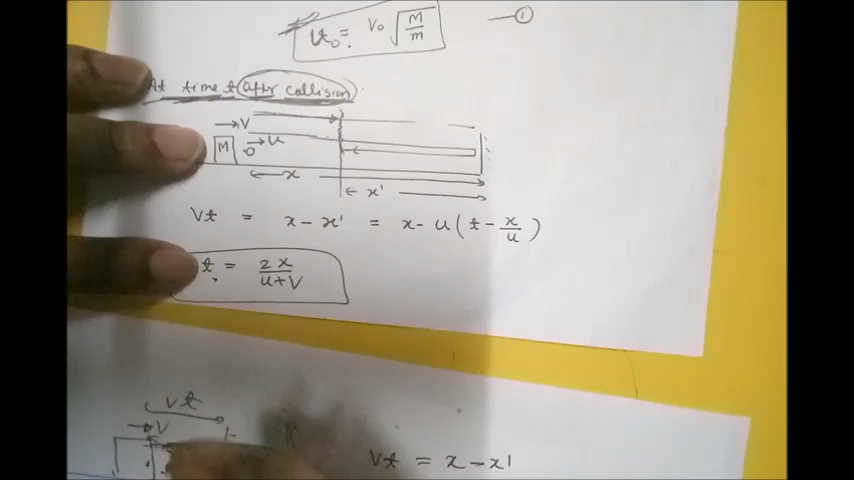 v₀ = V₀ √(M/m) — ①
At time t (after collision)
→ V
M → u
← x →
← x' →
Vt = x - x' = x - u ( t - x/u )
t = 2x/(u+V)
Vt
→ V
Vt = x - x'